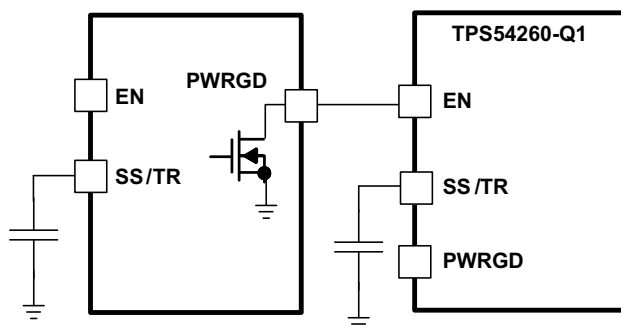 TPS54260-Q1
PWRGD
EN
EN
SS/TR
SS/TR
PWRGD